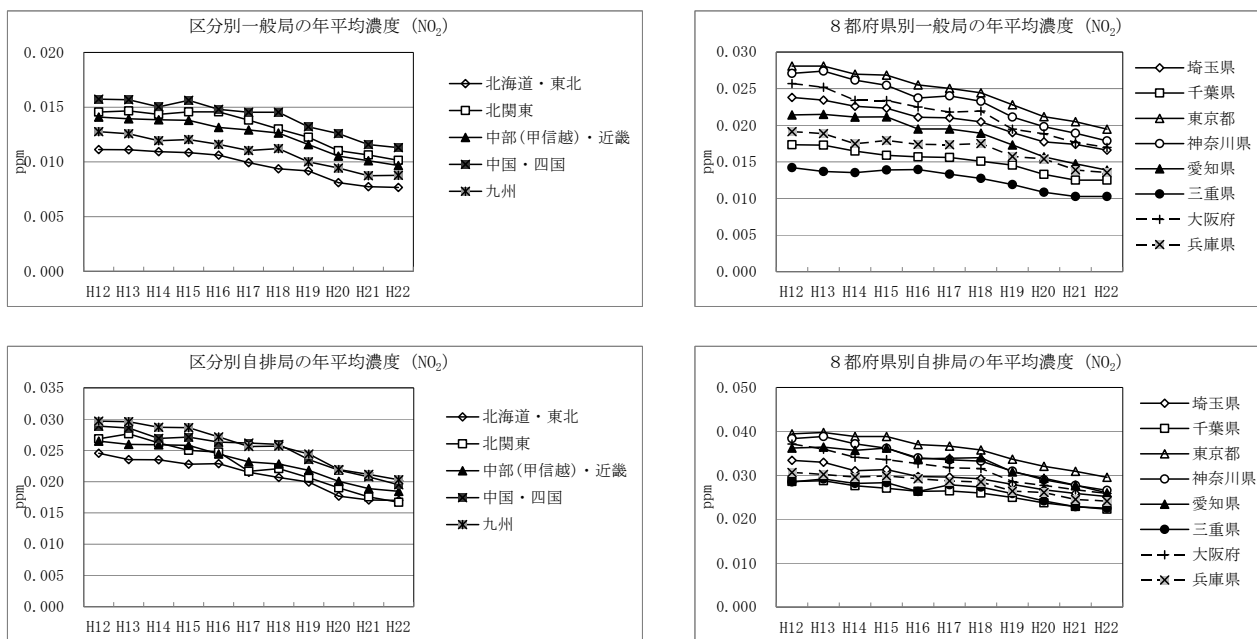 区分別一般局の年平均濃度 (NO₂)
0.020
0.015
0.010
0.005
0.000
ppm
H12 H13 H14 H15 H16 H17 H18 H19 H20 H21 H22
北海道・東北
北関東
中部(甲信越)・近畿
中国・四国
九州
8都府県別一般局の年平均濃度 (NO₂)
0.030
0.025
0.020
0.015
0.010
0.005
0.000
ppm
H12 H13 H14 H15 H16 H17 H18 H19 H20 H21 H22
埼玉県
千葉県
東京都
神奈川県
愛知県
三重県
大阪府
兵庫県
区分別自排局の年平均濃度 (NO₂)
0.035
0.030
0.025
0.020
0.015
0.010
0.005
0.000
ppm
H12 H13 H14 H15 H16 H17 H18 H19 H20 H21 H22
北海道・東北
北関東
中部(甲信越)・近畿
中国・四国
九州
8都府県別自排局の年平均濃度 (NO₂)
0.050
0.040
0.030
0.020
0.010
0.000
ppm
H12 H13 H14 H15 H16 H17 H18 H19 H20 H21 H22
埼玉県
千葉県
東京都
神奈川県
愛知県
三重県
大阪府
兵庫県